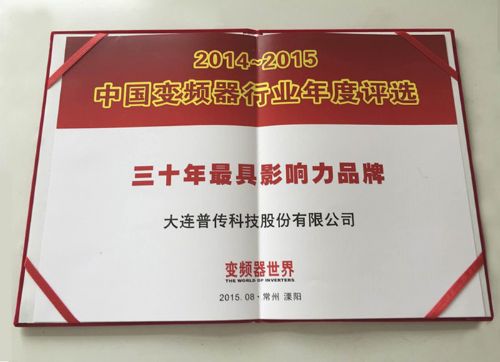 2014~2015
中国变频器行业年度评选
三十年最具影响力品牌
大连普传科技股份有限公司
变频器世界
THE WORLD OF INVERTERS
2015.08·常州 溧阳